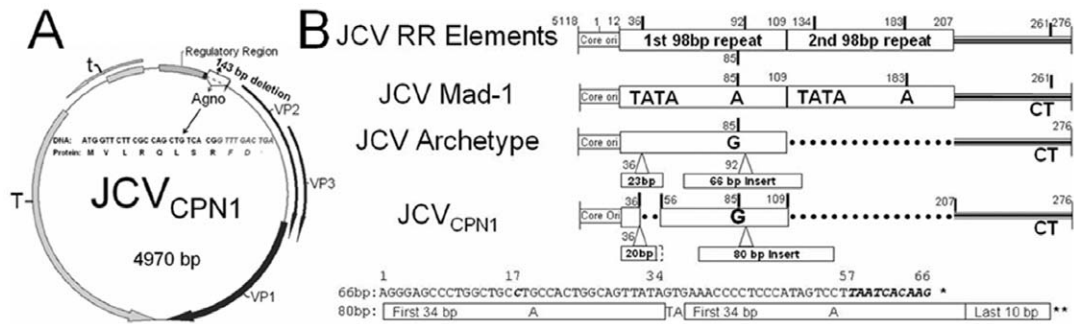 A
Regulatory Region
143 bp deletion
t
Agno
VP2
DNA: ATG GTT CTT CGC CAG CTG TCA CGG TTT GAC TGA
Protein: M V L R Q L S R F D -
T
JCV CPN1
VP3
4970 bp
VP1
B
5118 1 12 36 92 109 134 183 207 261 276
JCV RR Elements
Core ori 1st 98bp repeat 2nd 98bp repeat
85
85 109 183 261
JCV Mad-1
Core ori TATA A TATA A
CT
JCV Archetype
85 276
Core ori G
CT
36 92
23bp 66 bp Insert
JCV CPN1
36 56 85 109 207 276
Core Ori G
CT
36
20bp 80 bp Insert
1 17 34 57 66
66bp: AGGGAGCCCTGGCTGCCTGCCACTGGCAGTTATAGTGAAACCCCTCCCATAGTCCTTAATCACAAG *
80bp: First 34 bp A TA First 34 bp A Last 10 bp **